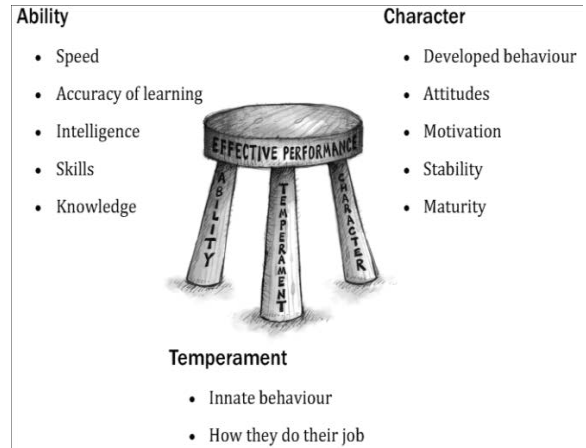 Ability
• Speed
• Accuracy of learning
• Intelligence
• Skills
• Knowledge
Character
• Developed behaviour
• Attitudes
• Motivation
• Stability
• Maturity
EFFECTIVE PERFORMANCE
ABILITY
TEMPERAMENT
CHARACTER
Temperament
• Innate behaviour
• How they do their job